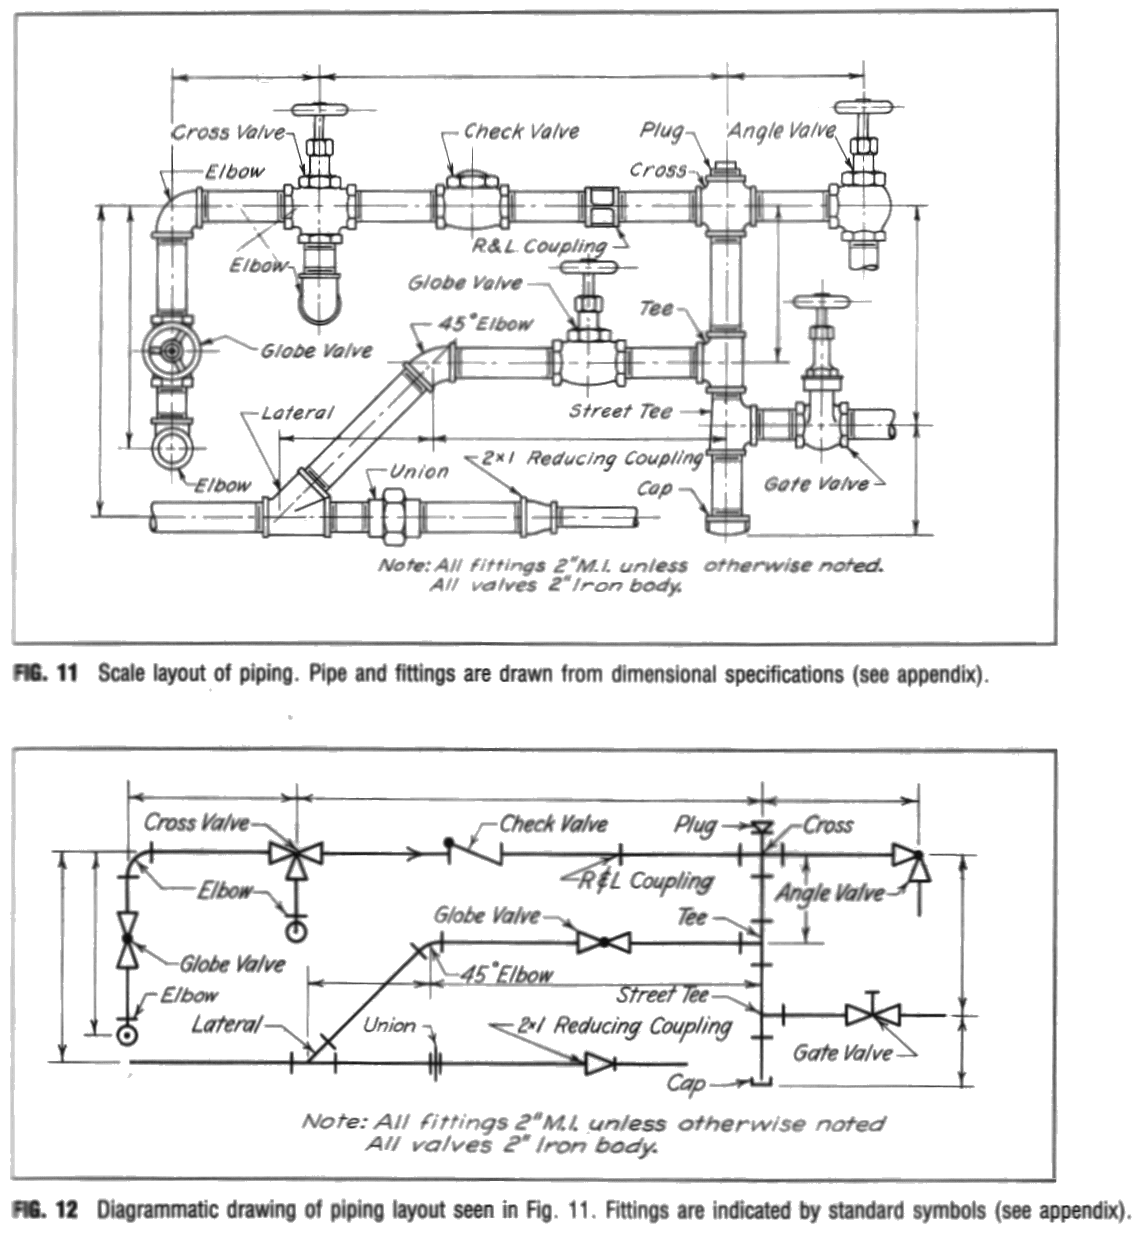 Cross Valve
Check Valve
Plug
Angle Valve
Elbow
Cross
R&L Coupling
Elbow
Globe Valve
Tee
45° Elbow
Globe Valve
Lateral
Street Tee
Union
2×1 Reducing Coupling
Elbow
Cap
Gate Valve
Note: All fittings 2" M.I. unless otherwise noted.
All valves 2" Iron body.
FIG. 11 Scale layout of piping. Pipe and fittings are drawn from dimensional specifications (see appendix).
Cross Valve
Check Valve
Plug
Cross
Elbow
R&L Coupling
Angle Valve
Globe Valve
Tee
Globe Valve
45° Elbow
Elbow
Street Tee
Lateral
Union
2×1 Reducing Coupling
Gate Valve
Cap
Note: All fittings 2" M.I. unless otherwise noted
All valves 2" Iron body.
FIG. 12 Diagrammatic drawing of piping layout seen in Fig. 11. Fittings are indicated by standard symbols (see appendix).